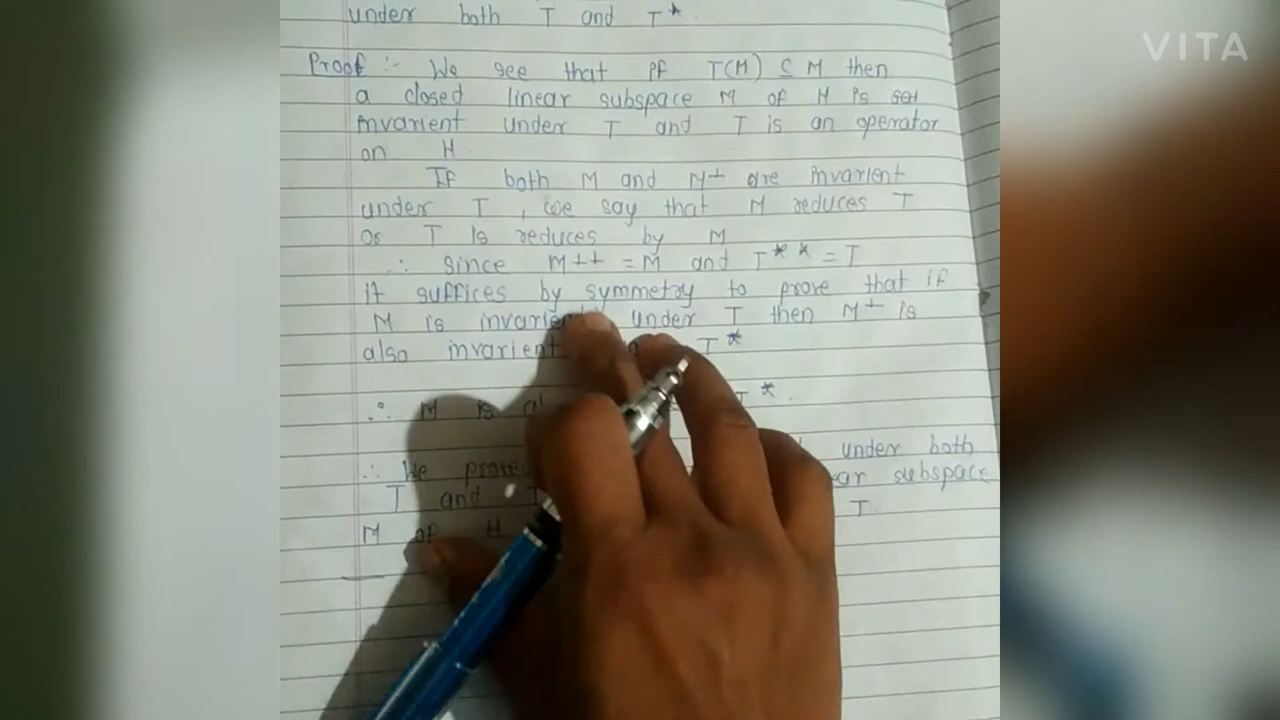 under both T and T*
VITA
Proof :- We see that if T(M) ⊆ M then
a closed linear subspace M of H is
invarient under T and T is an operator
on H
If both M and M⊥ are invarient
under T, we say that M reduces T
or T is reduces by M
∴ since M⊥⊥ = M and T** = T
it suffices by symmetry to prove that if
M is invarient under T then M⊥ is
also invarient T*
∴ M is T*.
∴ We prove under both
T and subspace
M of H T